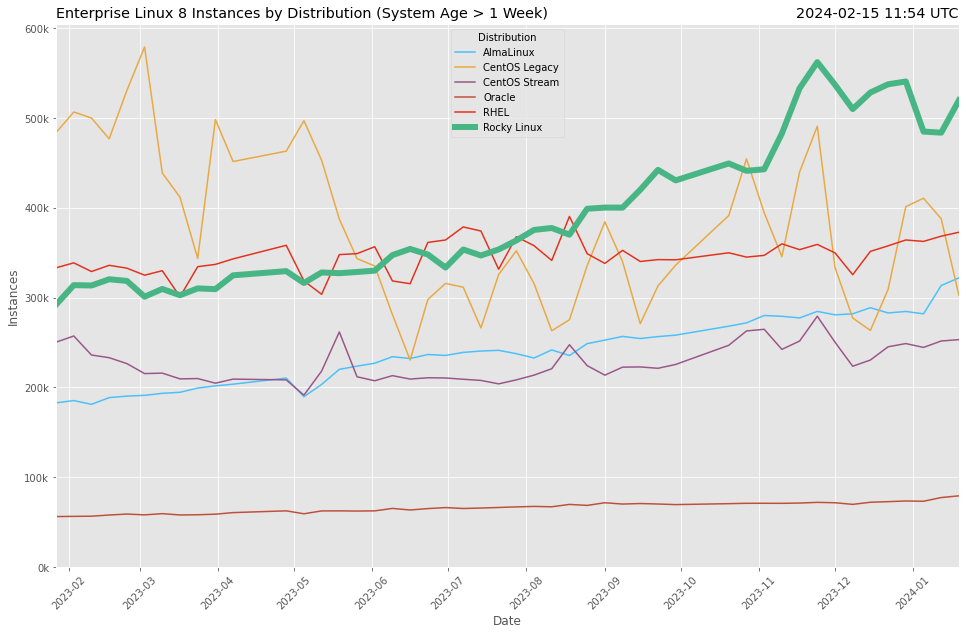 Enterprise Linux 8 Instances by Distribution (System Age > 1 Week)
2024-02-15 11:54 UTC
Distribution
AlmaLinux
CentOS Legacy
CentOS Stream
Oracle
RHEL
Rocky Linux
600k
500k
400k
300k
200k
100k
0k
Instances
2023-02
2023-03
2023-04
2023-05
2023-06
2023-07
2023-08
2023-09
2023-10
2023-11
2023-12
2024-01
Date